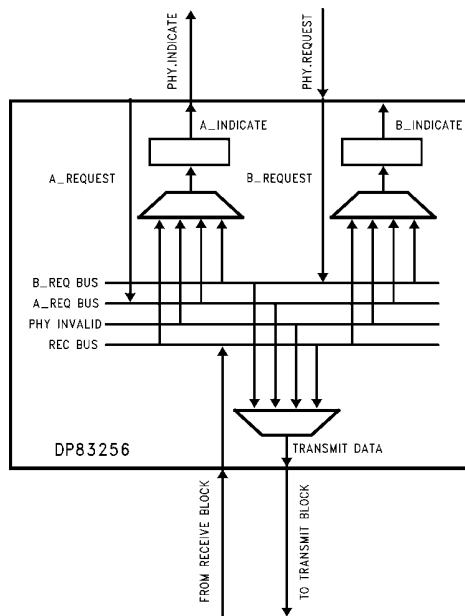 PHY.INDICATE
PHY.REQUEST
A_INDICATE
B_INDICATE
A_REQUEST
B_REQUEST
B_REQ BUS
A_REQ BUS
PHY INVALID
REC BUS
DP83256
TRANSMIT DATA
FROM RECEIVE BLOCK
TO TRANSMIT BLOCK